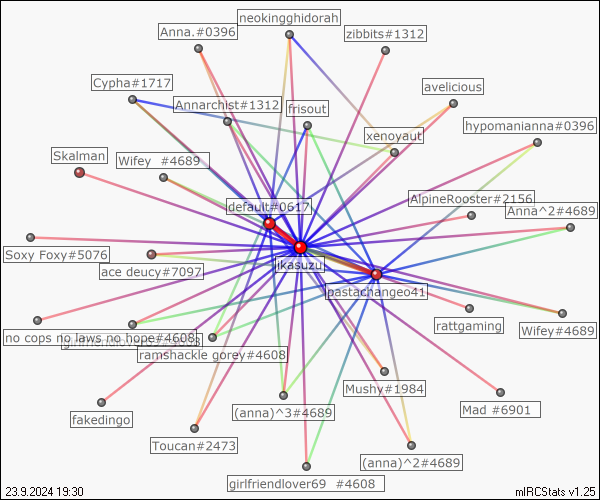 neokingghidorah
Anna.#0396
zibbits#1312
Cypha#1717
avelicious
Annarchist#1312
frisout
hypomanianna#0396
xenoyaut
Skalman
Wifey #4689
AlpineRooster#2156
default#0617
Anna^2#4689
Soxy Foxy#5076
jkasuzu
ace deucy#7097
pastachangeo41
rattgaming
Wifey#4689
no cops no laws no hope#4608
girlfriendlover69#4608
ramshackle gorey#4608
Mushy#1984
fakedingo
(anna)^3#4689
Mad #6901
Toucan#2473
(anna)^2#4689
girlfriendlover69 #4608
23.9.2024 19:30
mIRCStats v1.25